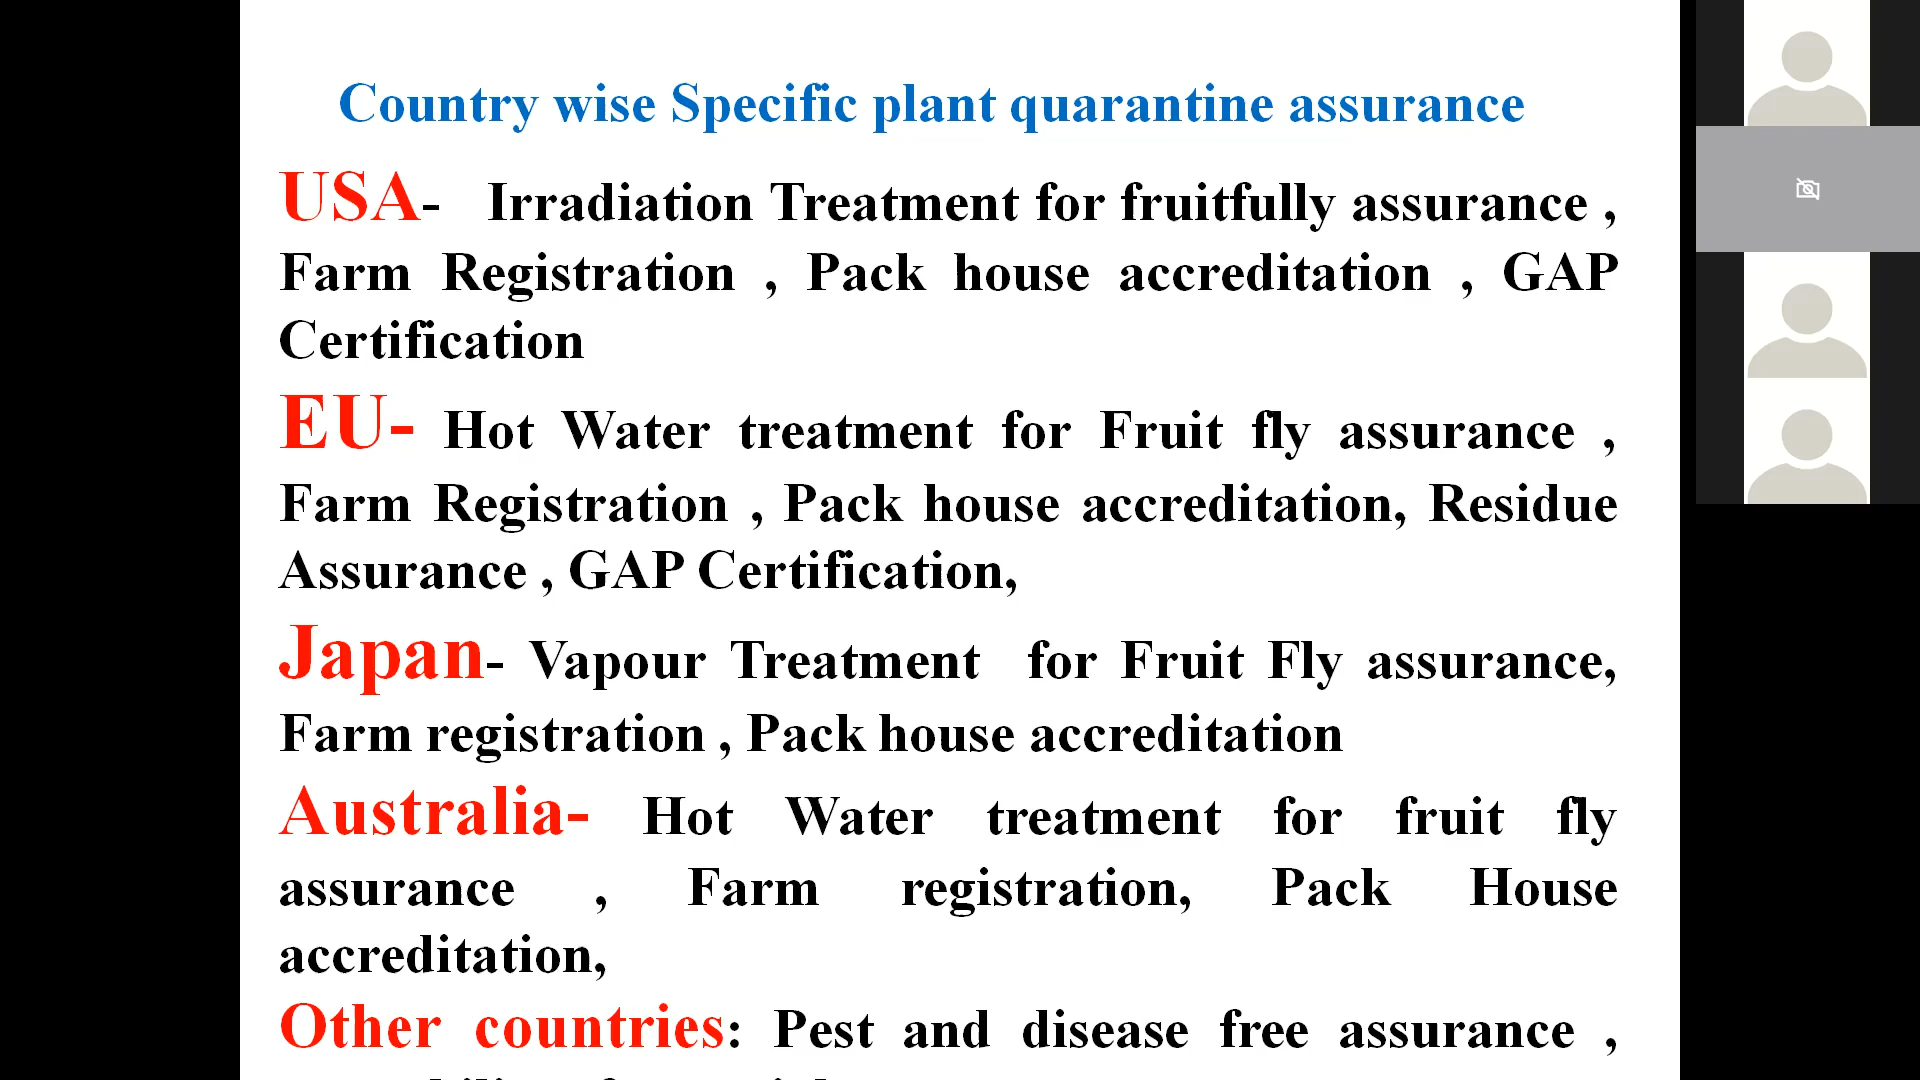 Country wise Specific plant quarantine assurance
USA- Irradiation Treatment for fruitfully assurance ,
Farm Registration , Pack house accreditation , GAP
Certification
EU- Hot Water treatment for Fruit fly assurance ,
Farm Registration , Pack house accreditation, Residue
Assurance , GAP Certification,
Japan- Vapour Treatment for Fruit Fly assurance,
Farm registration , Pack house accreditation
Australia- Hot Water treatment for fruit fly
assurance , Farm registration, Pack House
accreditation,
Other countries: Pest and disease free assurance ,